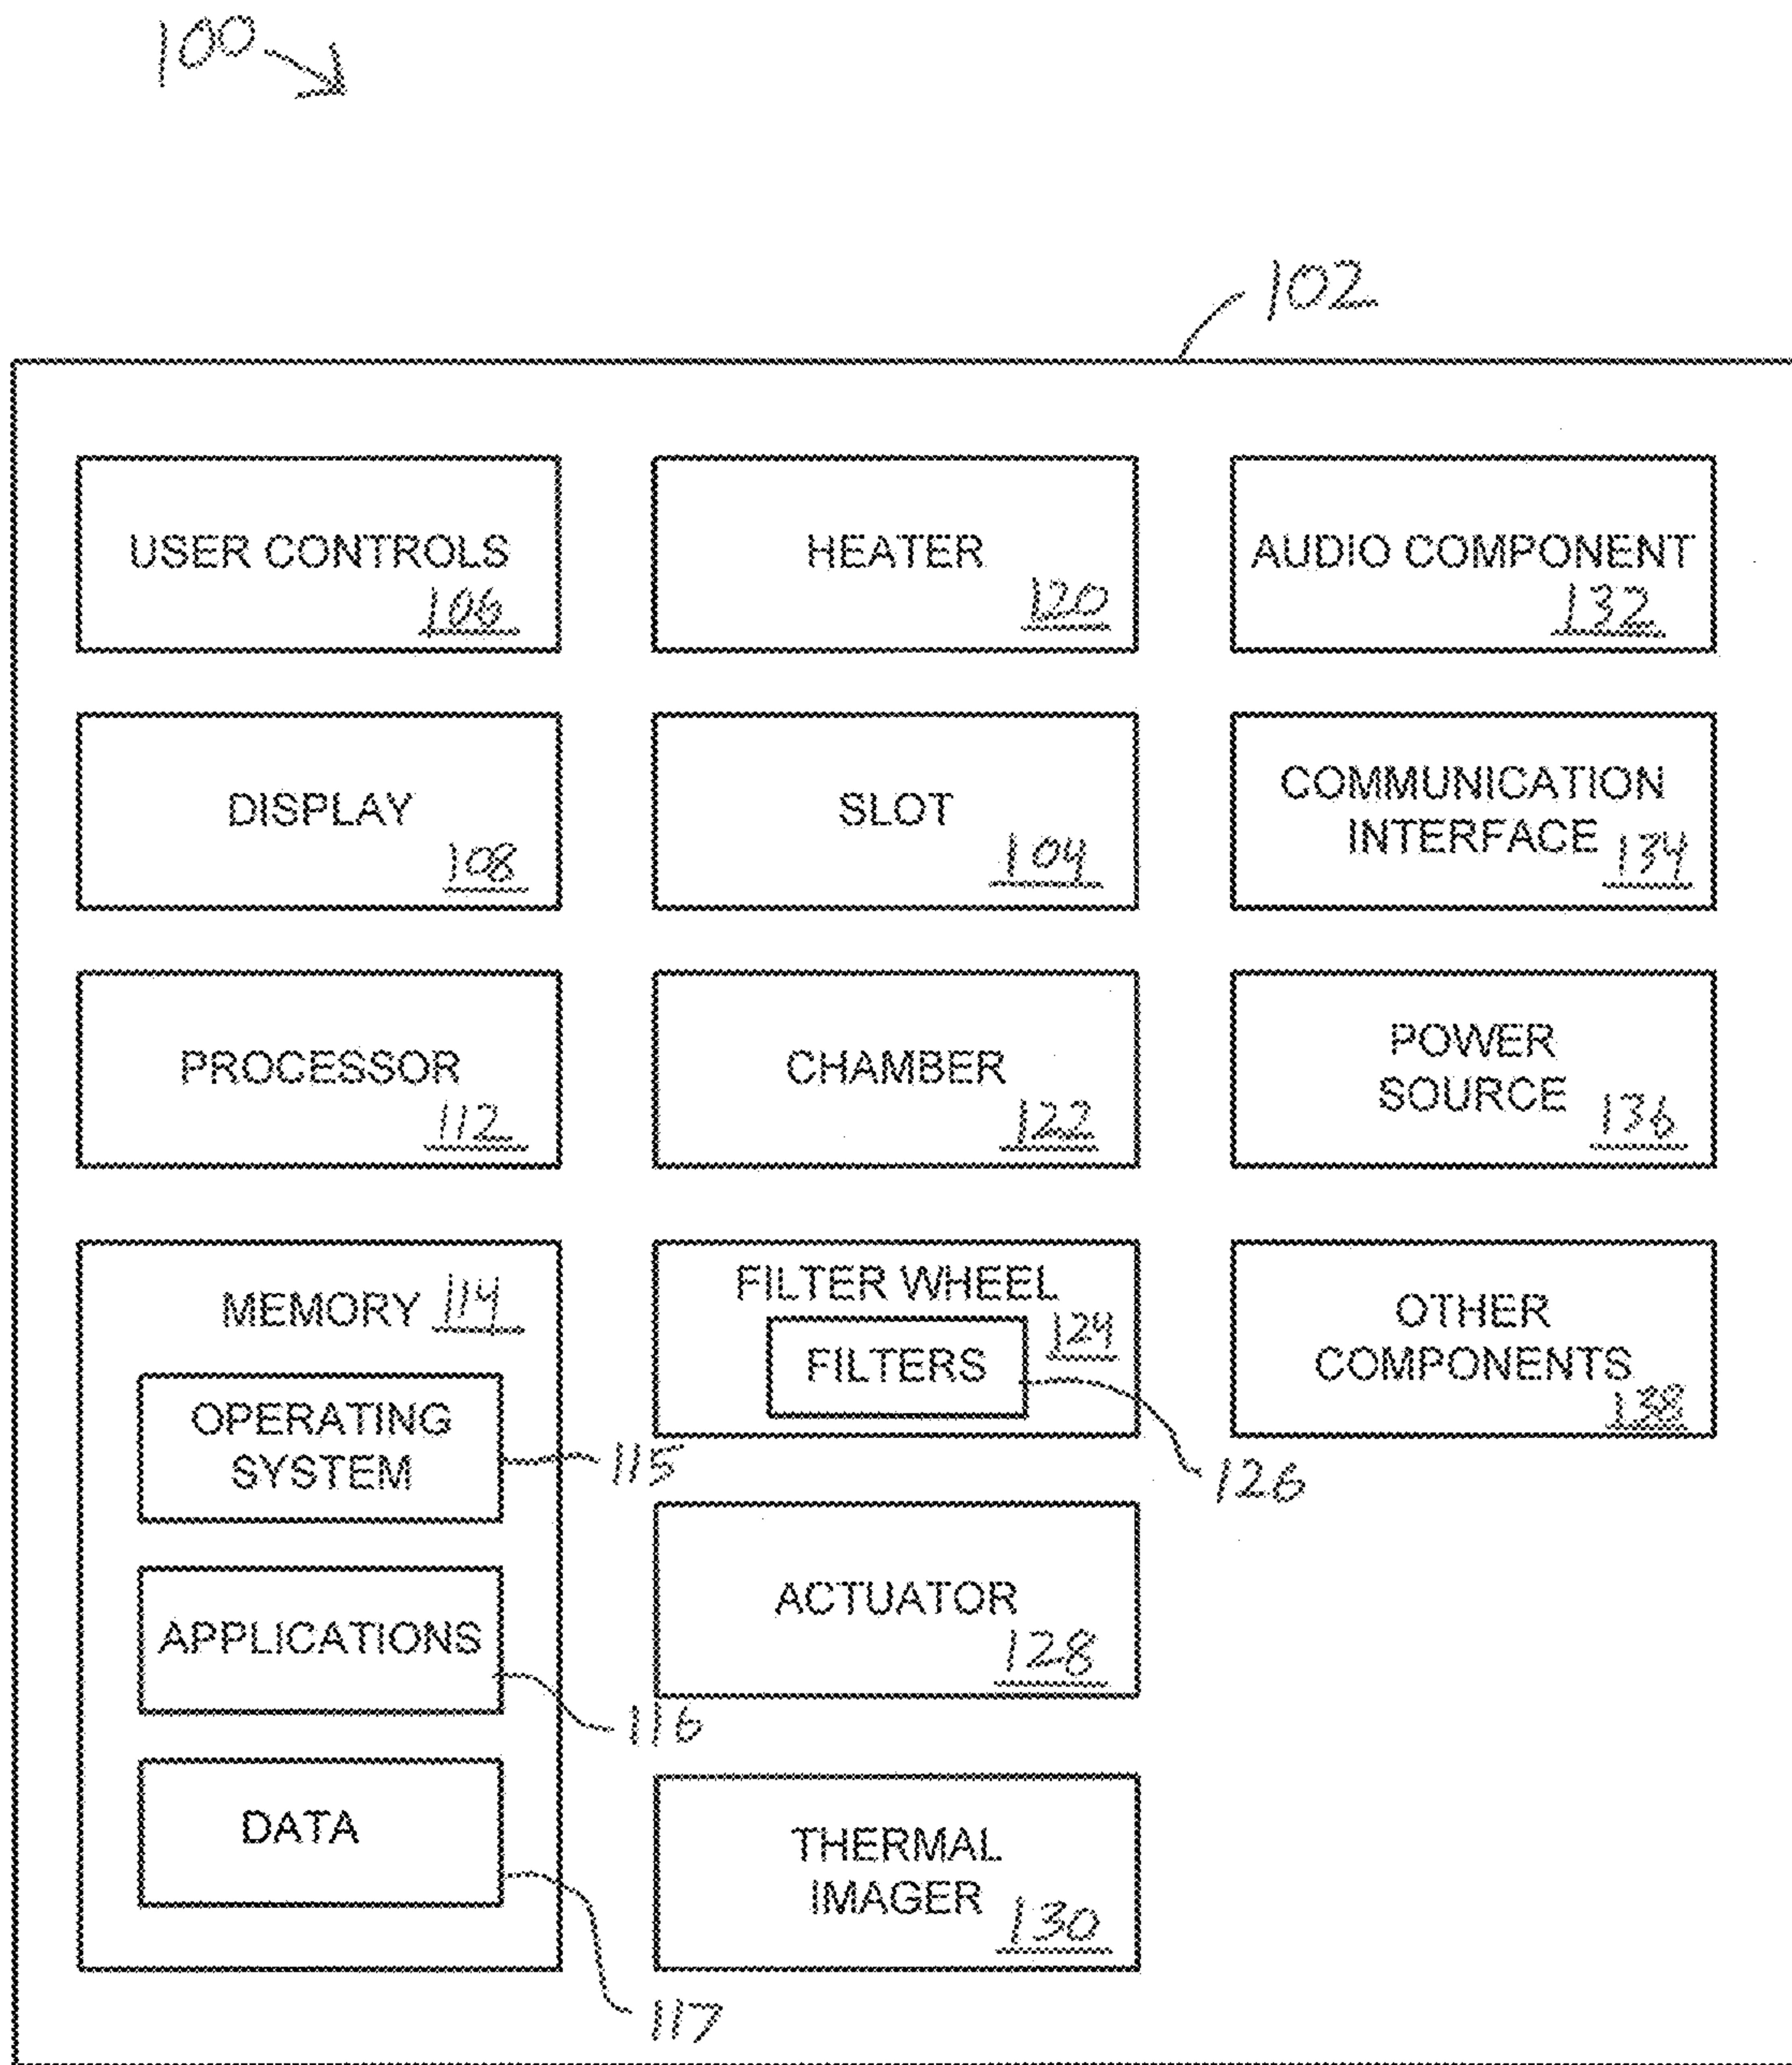 100
102
USER CONTROLS
106
HEATER
120
AUDIO COMPONENT
132
DISPLAY
108
SLOT
104
COMMUNICATION
INTERFACE 134
PROCESSOR
112
CHAMBER
122
POWER
SOURCE 136
MEMORY 114
OPERATING
SYSTEM
115
APPLICATIONS
116
DATA
117
FILTER WHEEL
124
FILTERS
126
ACTUATOR
128
THERMAL
IMAGER
130
OTHER
COMPONENTS
138